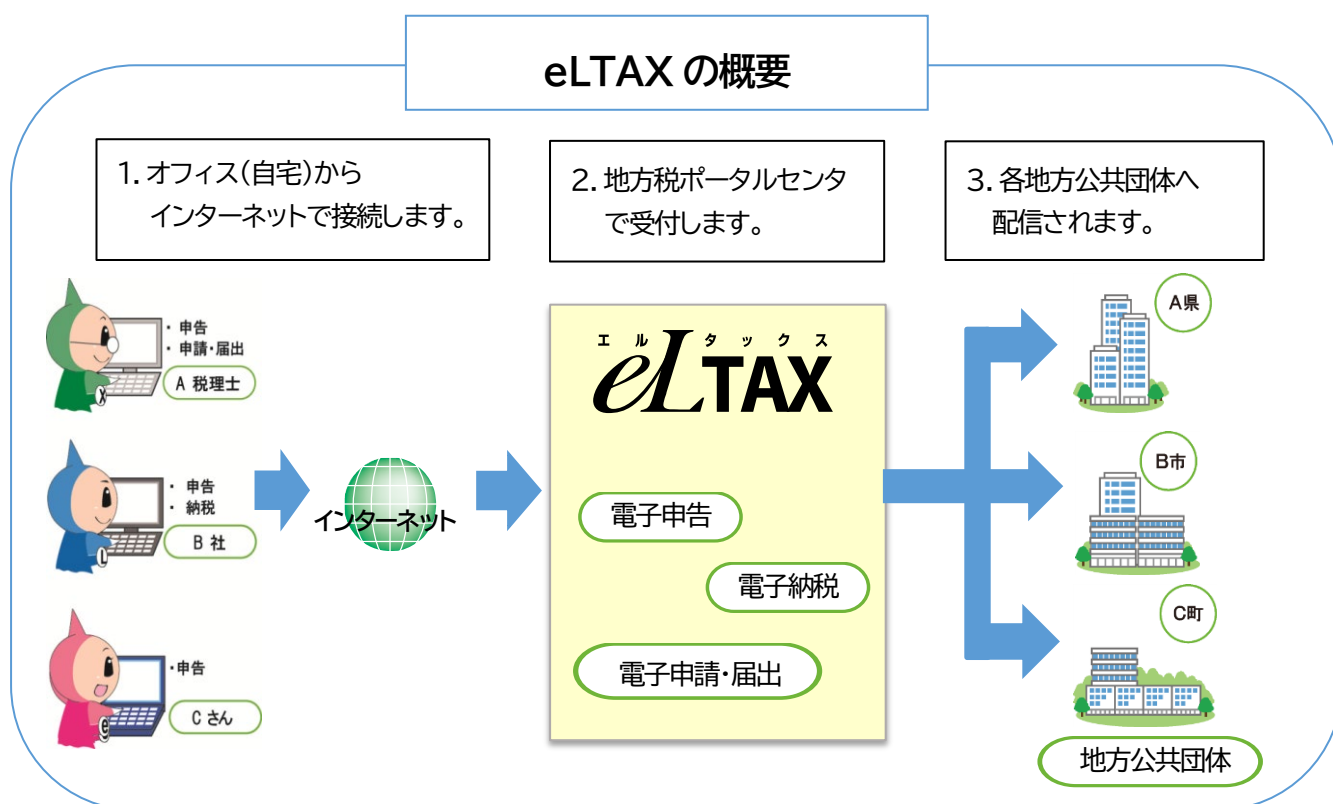 eLTAX の概要
1. オフィス(自宅)から
インターネットで接続します。
2. 地方税ポータルセンタ
で受付します。
3. 各地方公共団体へ
配信されます。
・ 申告
・ 申請・届出
A 税理士
X
・ 申告
・ 納税
B 社
L
・申告
C さん
e
インターネット
エルタックス
eLTAX
電子申告
電子納税
電子申請・届出
A県
B市
C町
地方公共団体